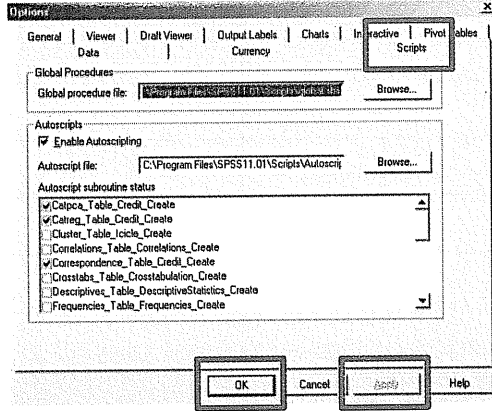 Options
General Viewer Draft Viewer Output Labels Charts Interactive Pivot Tables
Data Currency Scripts
Global Procedures
Global procedure file: Browse...
Autoscripts
Enable Autoscripting
Autoscript file: C:\Program Files\SPSS11.01\Scripts\Autoscrip Browse...
Autoscript subroutine status
Catpca_Table_Credit_Create
Catreg_Table_Credit_Create
Cluster_Table_Icicle_Create
Correlations_Table_Correlations_Create
Correspondence_Table_Credit_Create
Crosstabs_Table_Crosstabulation_Create
Descriptives_Table_DescriptiveStatistics_Create
Frequencies_Table_Frequencies_Create
OK Cancel Apply Help